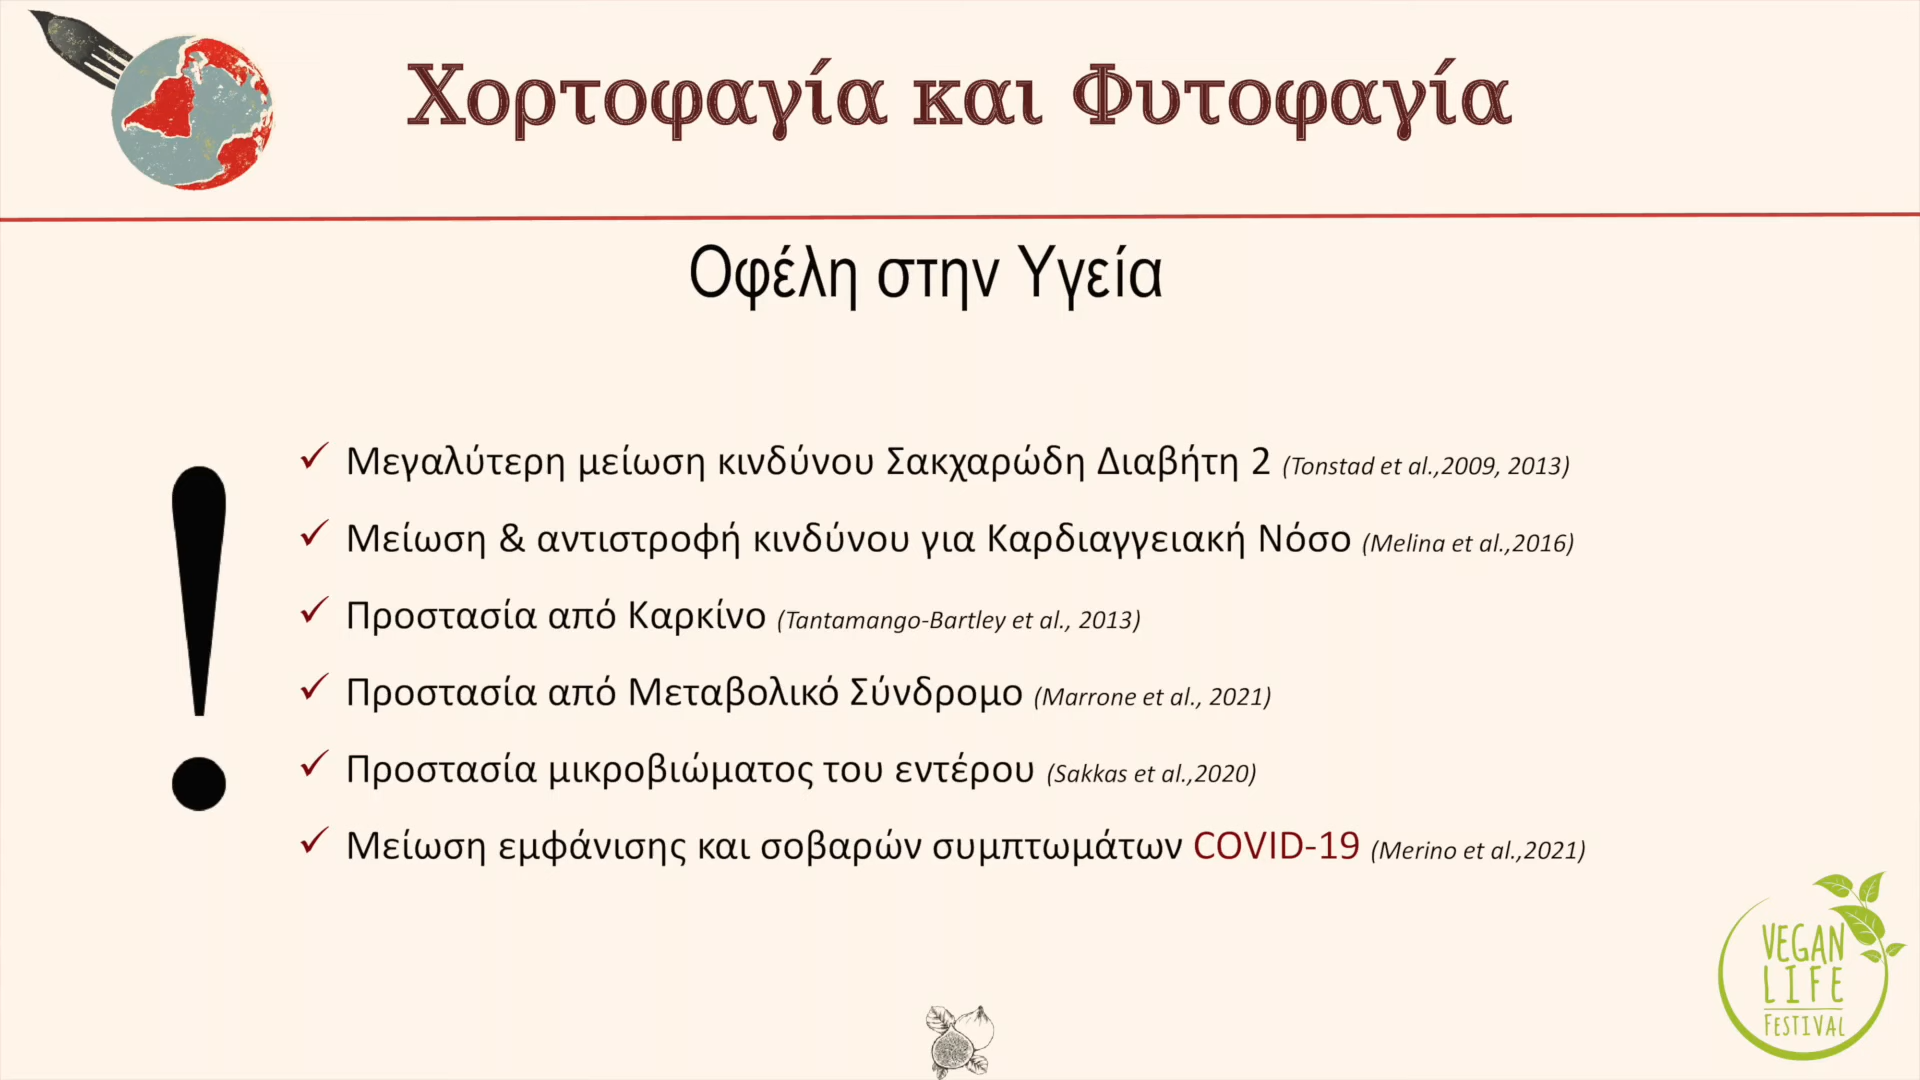 Χορτοφαγία και Φυτοφαγία
Οφέλη στην Υγεία
✓ Μεγαλύτερη μείωση κινδύνου Σακχαρώδη Διαβήτη 2 (Tonstad et al.,2009, 2013)
✓ Μείωση & αντιστροφή κινδύνου για Καρδιαγγειακή Νόσο (Melina et al.,2016)
✓ Προστασία από Καρκίνο (Tantamango-Bartley et al., 2013)
✓ Προστασία από Μεταβολικό Σύνδρομο (Marrone et al., 2021)
✓ Προστασία μικροβιώματος του εντέρου (Sakkas et al.,2020)
✓ Μείωση εμφάνισης και σοβαρών συμπτωμάτων COVID-19 (Merino et al.,2021)
!
VEGAN
LIFE
FESTIVAL